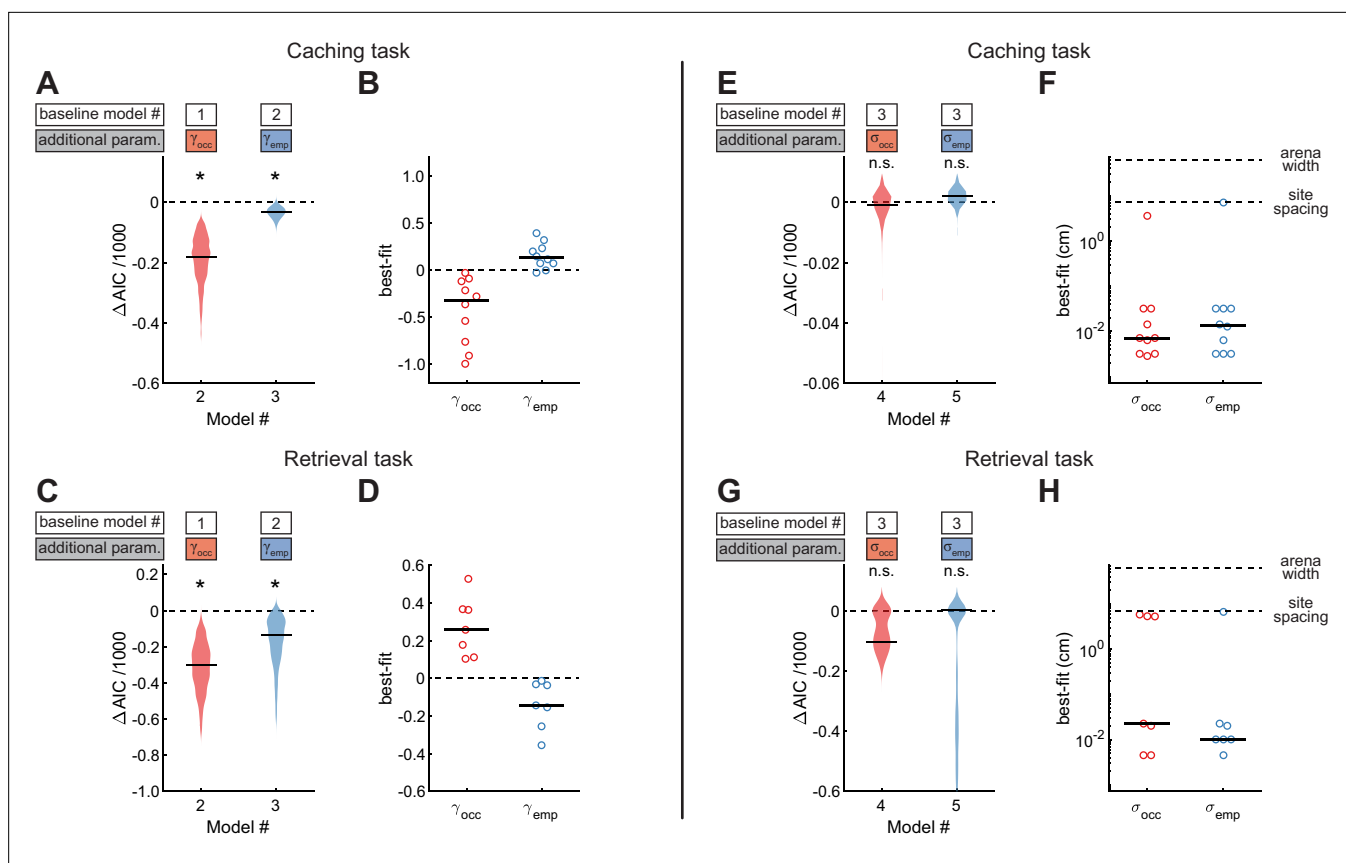 Caching task
A
B
baseline model # 1 2
additional param. γocc γemp
* *
0
-0.2
-0.4
-0.6
ΔAIC /1000
2 3
Model #
1.0
0.5
0
-0.5
-1.0
best-fit
γocc γemp
Retrieval task
C
D
baseline model # 1 2
additional param. γocc γemp
* *
0.2
0
-0.2
-0.4
-0.6
-0.8
-1.0
ΔAIC /1000
2 3
Model #
0.6
0.4
0.2
0
-0.2
-0.4
-0.6
best-fit
γocc γemp
Caching task
E
F
baseline model # 3 3
additional param. σocc σemp
n.s. n.s.
0
-0.02
-0.04
-0.06
ΔAIC /1000
4 5
Model #
arena
width
site
spacing
10^0
10^-2
best-fit (cm)
σocc σemp
Retrieval task
G
H
baseline model # 3 3
additional param. σocc σemp
n.s. n.s.
0
-0.2
-0.4
-0.6
ΔAIC /1000
4 5
Model #
arena
width
site
spacing
10^0
10^-2
best-fit (cm)
σocc σemp